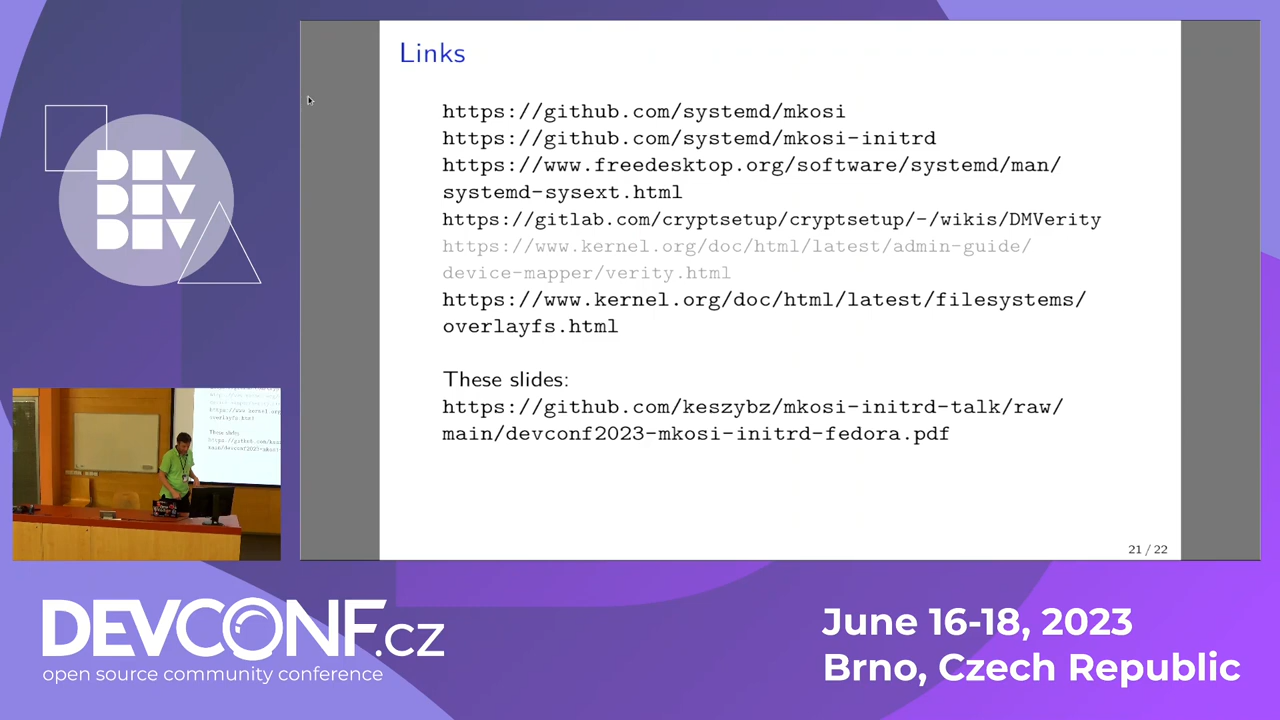 Links
https://github.com/systemd/mkosi
https://github.com/systemd/mkosi-initrd
https://www.freedesktop.org/software/systemd/man/
systemd-sysext.html
https://gitlab.com/cryptsetup/cryptsetup/-/wikis/DMVerity
https://www.kernel.org/doc/html/latest/admin-guide/
device-mapper/verity.html
https://www.kernel.org/doc/html/latest/filesystems/
overlayfs.html
These slides:
https://github.com/keszybz/mkosi-initrd-talk/raw/
main/devconf2023-mkosi-initrd-fedora.pdf
21 / 22
DEV
DEV
DEV
DEVCONF.cz
open source community conference
June 16-18, 2023
Brno, Czech Republic